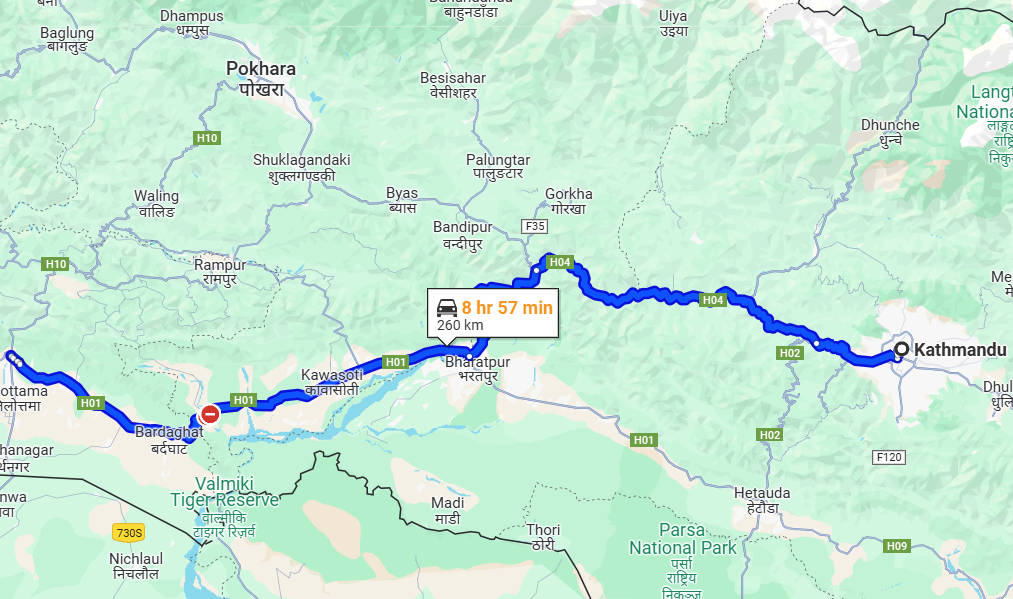 बना
Dhampus
धम्पुस
Baglung
बागलुङ
बाहुनडाँडा
Uiya
उइया
Pokhara
पोखरा
Besisahar
वेसीशहर
Langt
National
Dhunche
धुन्चे
H10
Shuklagandaki
शुक्लगण्डकी
Palungtar
पालुङटार
Waling
वालिङ
Byas
ब्यास
Gorkha
गोरखा
Bandipur
वन्दीपुर
F35
H10
Rampur
रामपुर
H04
Me
मे
H04
8 hr 57 min
260 km
H02
Kathmandu
H01
Bharatpur
भरतपुर
Kawasoti
कावासोती
Dhul
धुलि
ottama
लोत्तमा
H01
H01
Bardaghat
बर्दघाट
H01
H02
hanagar
र्थनगर
F120
Valmiki
Tiger Reserve
वाल्मीकि
टाइगर रिज़र्व
Madi
माडी
Hetauda
हेटौडा
nwa
नवा
730S
Thori
ठोरी
Parsa
National Park
पर्सा
राष्ट्रिय
निकुञ्ज
H09
Nichlaul
निचलौल